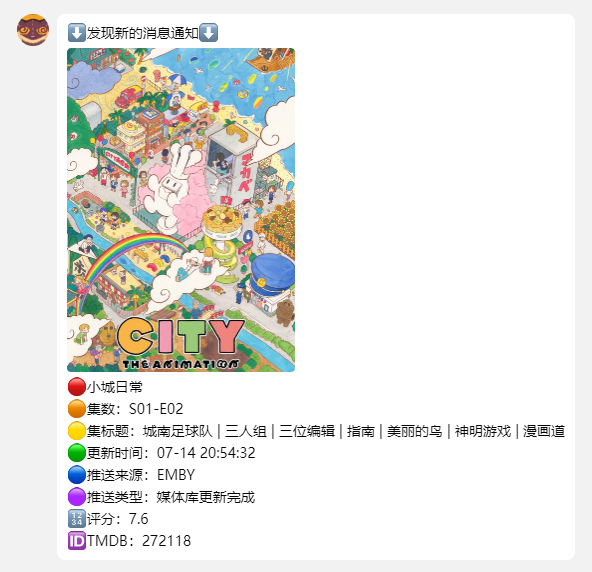 ⬇️发现新的消息通知⬇️
チカペ
CITY
THE ANIMATION
🔴小城日常
🟠集数：S01-E02
🟡集标题：城南足球队 | 三人组 | 三位编辑 | 指南 | 美丽的鸟 | 神明游戏 | 漫画道
🟢更新时间：07-14 20:54:32
🔵推送来源：EMBY
🟣推送类型：媒体库更新完成
🔢评分：7.6
🆔TMDB：272118